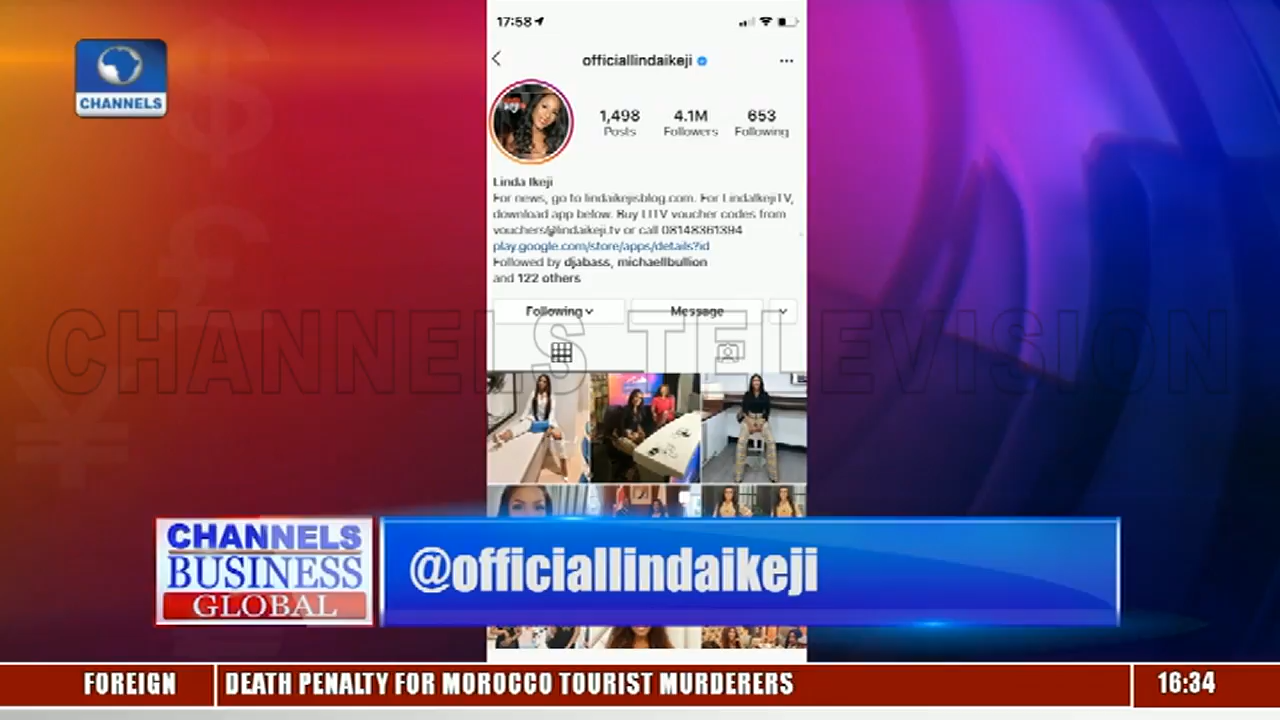 CHANNELS
17:58
officiallindaikeji
1,498 4.1M 653
Posts Followers Following
Linda Ikeji
For news, go to lindaikejisblog.com. For LindaIkejiTV,
download app below. Buy LITV voucher codes from
vouchers@lindaikeji.tv or call 08148361394
play.google.com/store/apps/details?id
Followed by djabass, michaellbullion
and 122 others
Following Message
CHANNELS TELEVISION
CHANNELS
BUSINESS
GLOBAL
@officiallindaikeji
FOREIGN DEATH PENALTY FOR MOROCCO TOURIST MURDERERS 16:34